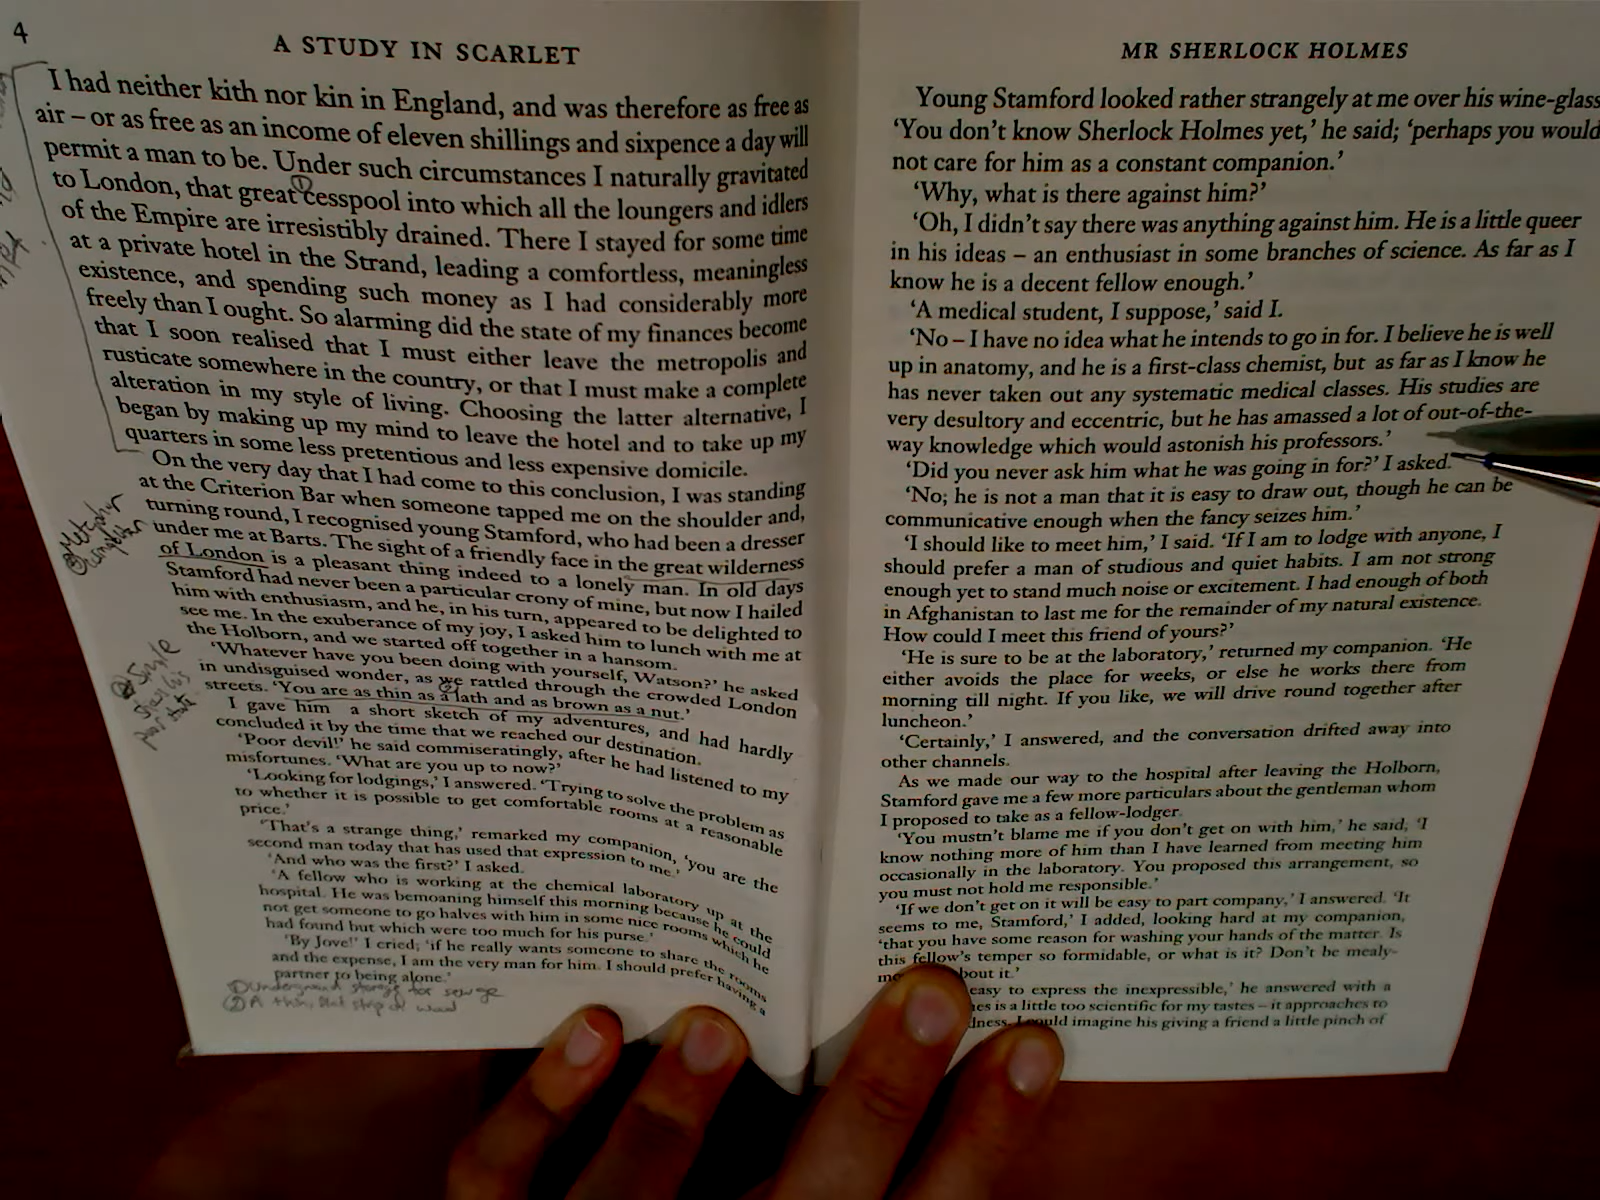 4
A STUDY IN SCARLET
I had neither kith nor kin in England, and was therefore as free as
air – or as free as an income of eleven shillings and sixpence a day will
permit a man to be. Under such circumstances I naturally gravitated
to London, that great ① cesspool into which all the loungers and idlers
of the Empire are irresistibly drained. There I stayed for some time
at a private hotel in the Strand, leading a comfortless, meaningless
existence, and spending such money as I had considerably more
freely than I ought. So alarming did the state of my finances become
that I soon realised that I must either leave the metropolis and
rusticate somewhere in the country, or that I must make a complete
alteration in my style of living. Choosing the latter alternative, I
began by making up my mind to leave the hotel and to take up my
quarters in some less pretentious and less expensive domicile.
On the very day that I had come to this conclusion, I was standing
at the Criterion Bar when someone tapped me on the shoulder and,
turning round, I recognised young Stamford, who had been a dresser
under me at Barts. The sight of a friendly face in the great wilderness
of London is a pleasant thing indeed to a lonely man. In old days
Stamford had never been a particular crony of mine, but now I hailed
him with enthusiasm, and he, in his turn, appeared to be delighted to
see me. In the exuberance of my joy, I asked him to lunch with me at
the Holborn, and we started off together in a hansom.
'Whatever have you been doing with yourself, Watson?' he asked
in undisguised wonder, as we rattled through the crowded London
streets. 'You are as thin as a ② lath and as brown as a nut.'
I gave him a short sketch of my adventures, and had hardly
concluded it by the time that we reached our destination.
'Poor devil!' he said commiseratingly, after he had listened to my
misfortunes. 'What are you up to now?'
'Looking for lodgings,' I answered. 'Trying to solve the problem as
to whether it is possible to get comfortable rooms at a reasonable
price.'
'That's a strange thing,' remarked my companion, 'you are the
second man today that has used that expression to me.'
'And who was the first?' I asked.
'A fellow who is working at the chemical laboratory up at the
hospital. He was bemoaning himself this morning because he could
not get someone to go halves with him in some nice rooms which he
had found but which were too much for his purse.'
'By Jove!' I cried; 'if he really wants someone to share the rooms
and the expense, I am the very man for him. I should prefer having a
partner to being alone.'
Metaphor
Simile
①Underground storage for sewage
② A thin, flat strip of wood
MR SHERLOCK HOLMES
Young Stamford looked rather strangely at me over his wine-glass
'You don't know Sherlock Holmes yet,' he said; 'perhaps you would
not care for him as a constant companion.'
'Why, what is there against him?'
'Oh, I didn't say there was anything against him. He is a little queer
in his ideas – an enthusiast in some branches of science. As far as I
know he is a decent fellow enough.'
'A medical student, I suppose,' said I.
'No – I have no idea what he intends to go in for. I believe he is well
up in anatomy, and he is a first-class chemist, but as far as I know he
has never taken out any systematic medical classes. His studies are
very desultory and eccentric, but he has amassed a lot of out-of-the-
way knowledge which would astonish his professors.'
'Did you never ask him what he was going in for?' I asked.
'No; he is not a man that it is easy to draw out, though he can be
communicative enough when the fancy seizes him.'
'I should like to meet him,' I said. 'If I am to lodge with anyone, I
should prefer a man of studious and quiet habits. I am not strong
enough yet to stand much noise or excitement. I had enough of both
in Afghanistan to last me for the remainder of my natural existence.
How could I meet this friend of yours?'
'He is sure to be at the laboratory,' returned my companion. 'He
either avoids the place for weeks, or else he works there from
morning till night. If you like, we will drive round together after
luncheon.'
'Certainly,' I answered, and the conversation drifted away into
other channels.
As we made our way to the hospital after leaving the Holborn,
Stamford gave me a few more particulars about the gentleman whom
I proposed to take as a fellow-lodger.
'You mustn't blame me if you don't get on with him,' he said, 'I
know nothing more of him than I have learned from meeting him
occasionally in the laboratory. You proposed this arrangement, so
you must not hold me responsible.'
'If we don't get on it will be easy to part company,' I answered. 'It
seems to me, Stamford,' I added, looking hard at my companion,
'that you have some reason for washing your hands of the matter. Is
this fellow's temper so formidable, or what is it? Don't be mealy-
bout it.'
easy to express the inexpressible,' he answered with a
is a little too scientific for my tastes – it approaches to
I could imagine his giving a friend a little pinch of